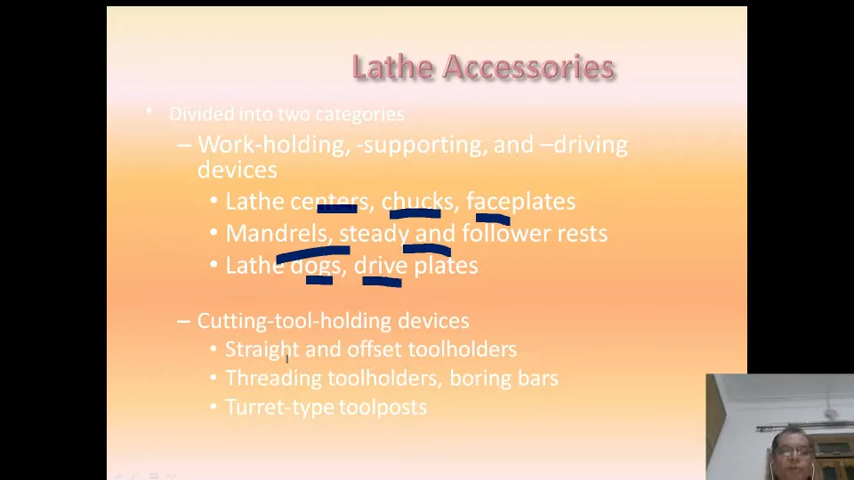 Lathe Accessories
• Divided into two categories
– Work-holding, -supporting, and –driving
devices
• Lathe centers, chucks, faceplates
• Mandrels, steady and follower rests
• Lathe dogs, drive plates
– Cutting-tool-holding devices
• Straight and offset toolholders
• Threading toolholders, boring bars
• Turret-type toolposts